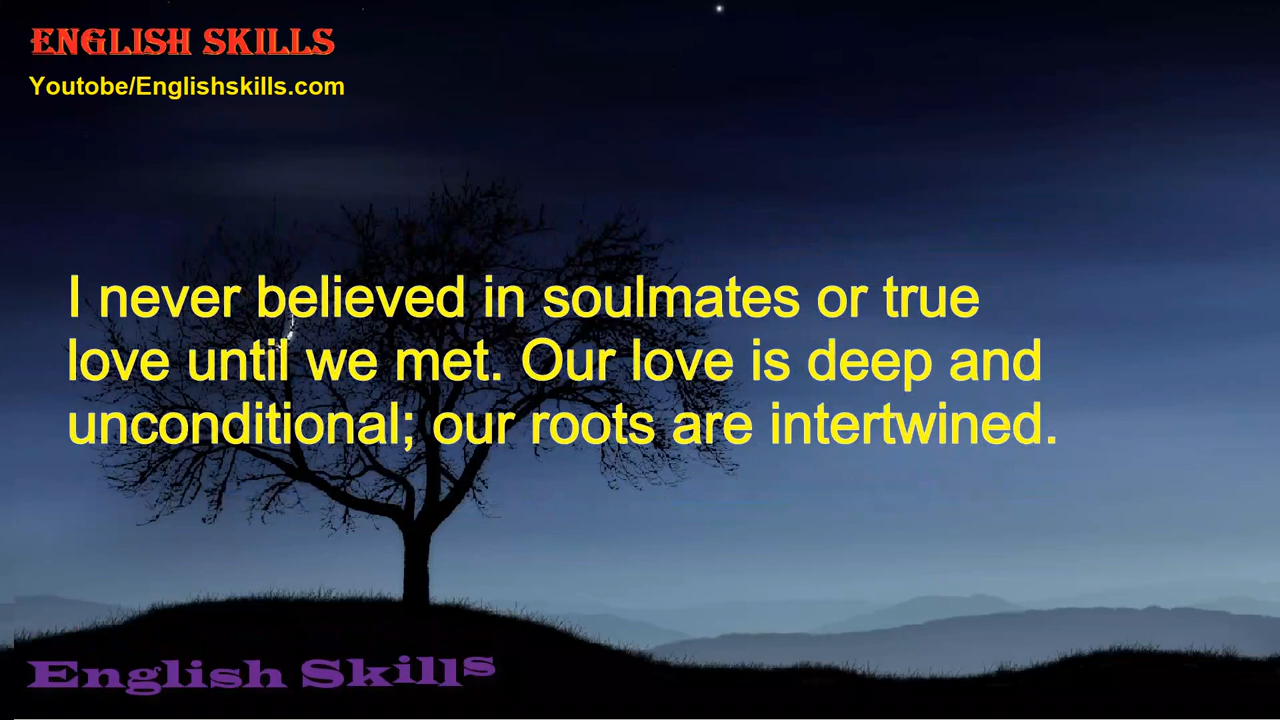 ENGLISH SKILLS
Youtobe/Englishskills.com
I never believed in soulmates or true
love until we met. Our love is deep and
unconditional; our roots are intertwined.
English Skills